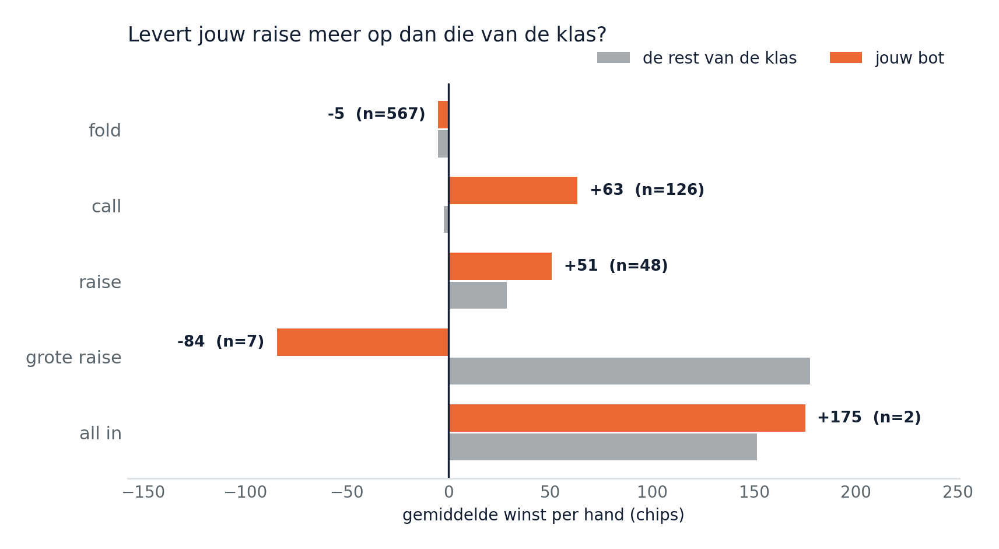 Levert jouw raise meer op dan die van de klas?
de rest van de klas jouw bot
fold
-5 (n=567)
call
+63 (n=126)
raise
+51 (n=48)
grote raise
-84 (n=7)
all in
+175 (n=2)
−150 −100 −50 0 50 100 150 200 250
gemiddelde winst per hand (chips)